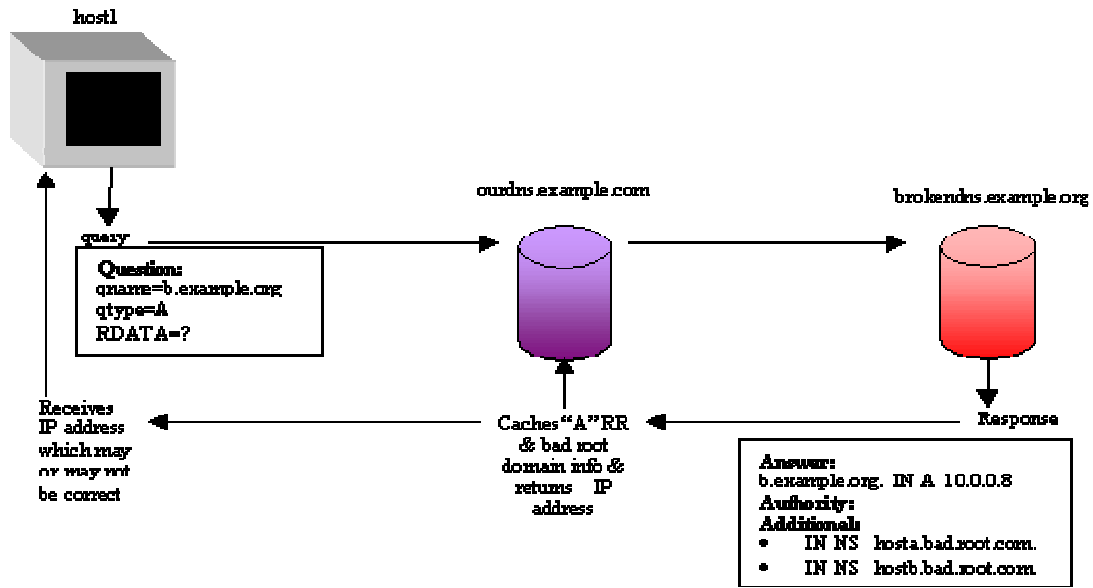 host1
ourdns.example.com
brokendns.example.org
query
Question:
qname=b.example.org
qtype=A
RDATA=?
Receives
IP address
which may
or may not
be correct
Caches “A” RR
& bad root
domain info &
returns IP
address
Response
Answer:
b.example.org. IN A 10.0.0.8
Authority:
Additional:
• IN NS hosta.bad.root.com.
• IN NS hostb.bad.root.com.